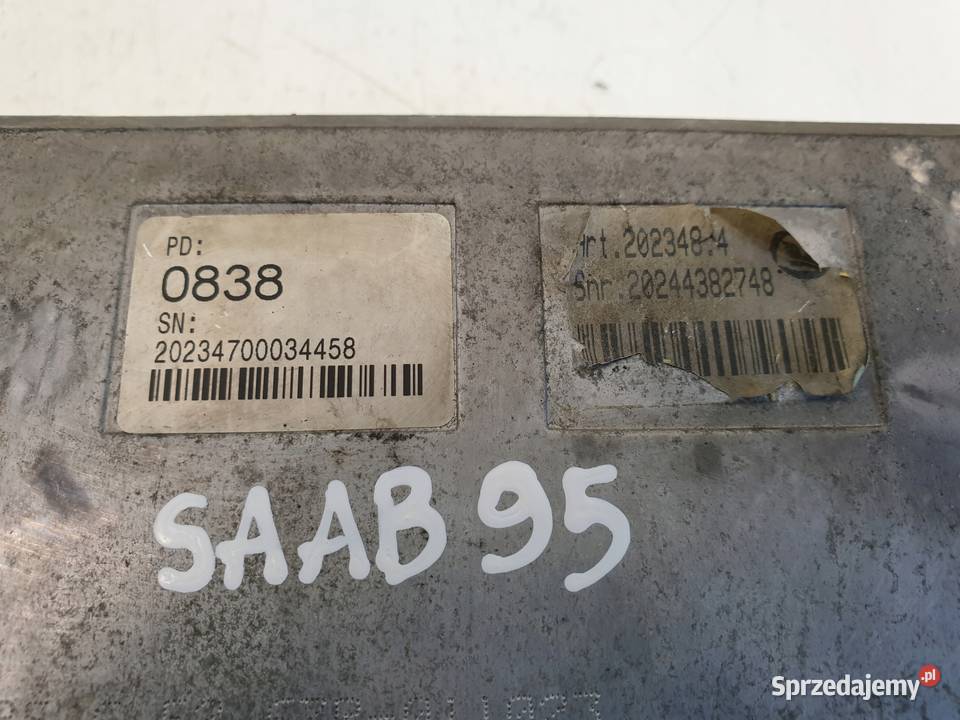 PD:
0838
SN:
20234700034458
Art.202348.4
Snr.20244382748
SAAB 95
Sprzedajemy.pl